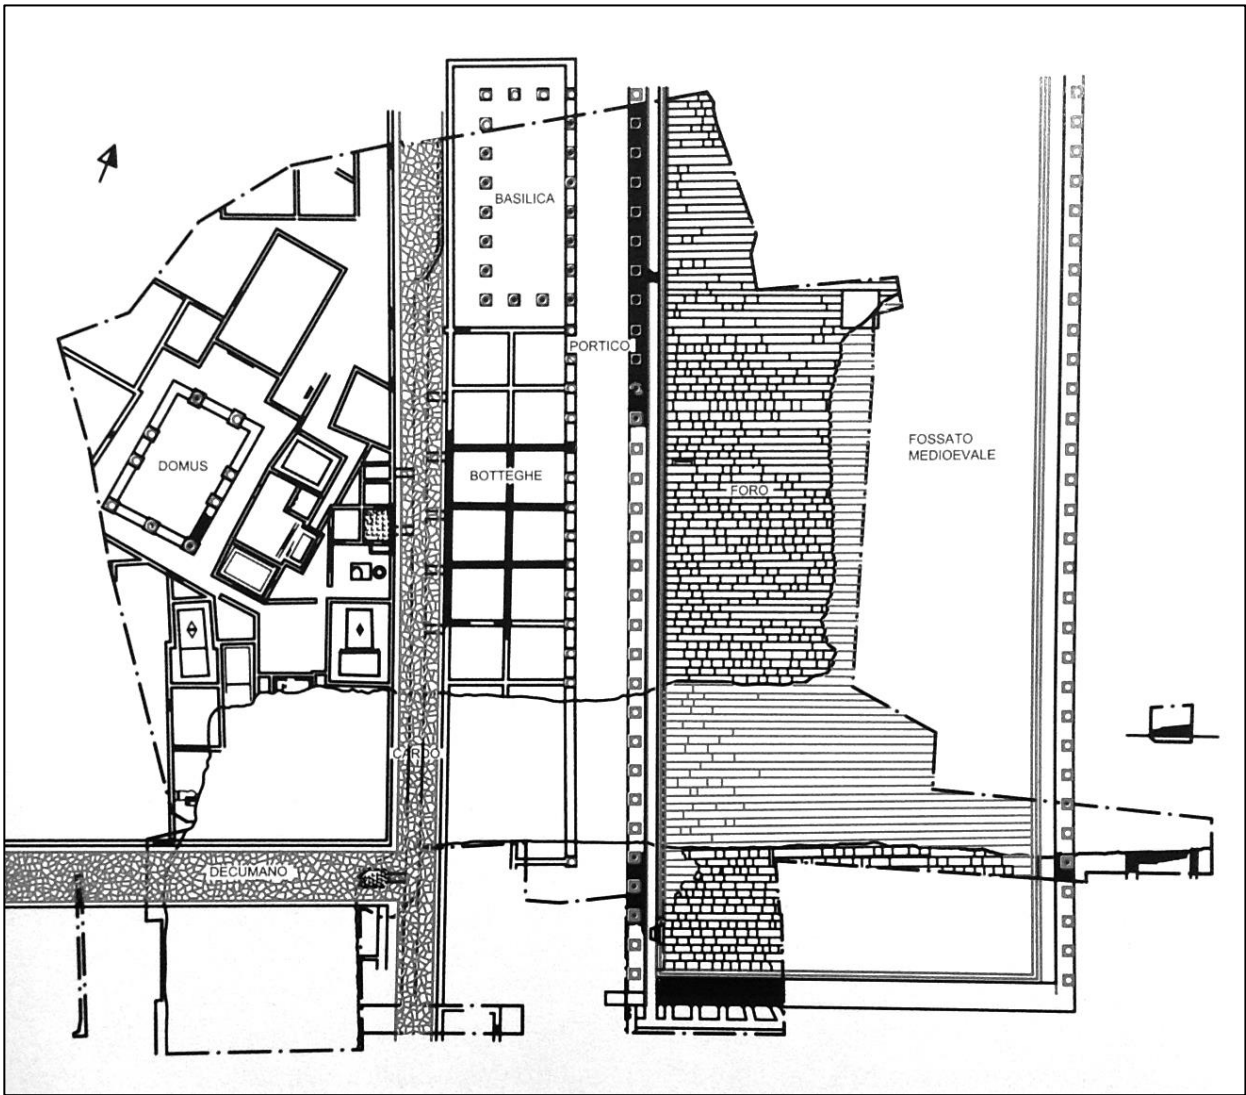 BASILICA
PORTICO
FOSSATO
MEDIOEVALE
DOMUS
BOTTEGHE
FORO
CARDO
DECUMANO